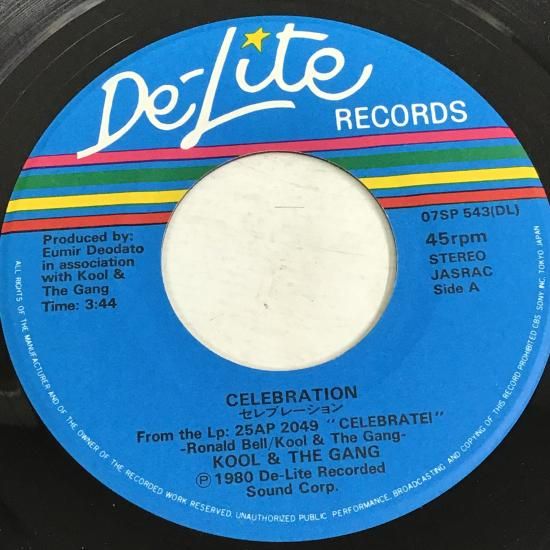 De-Lite
RECORDS
07SP 543(DL)
45rpm
STEREO
JASRAC
Side A
Produced by:
Eumir Deodato
in association
with Kool &
The Gang
Time: 3:44
CELEBRATION
セレブレーション
From the Lp: 25AP 2049 "CELEBRATE!"
-Ronald Bell/Kool & The Gang-
KOOL & THE GANG
Ⓟ 1980 De-Lite Recorded
Sound Corp.
ALL RIGHTS OF THE MANUFACTURER AND OF THE OWNER OF THE RECORDED WORK RESERVED. UNAUTHORIZED PUBLIC PERFORMANCE, BROADCASTING AND COPYING OF THIS RECORD PROHIBITED CBS SONY INC. TOKYO JAPAN